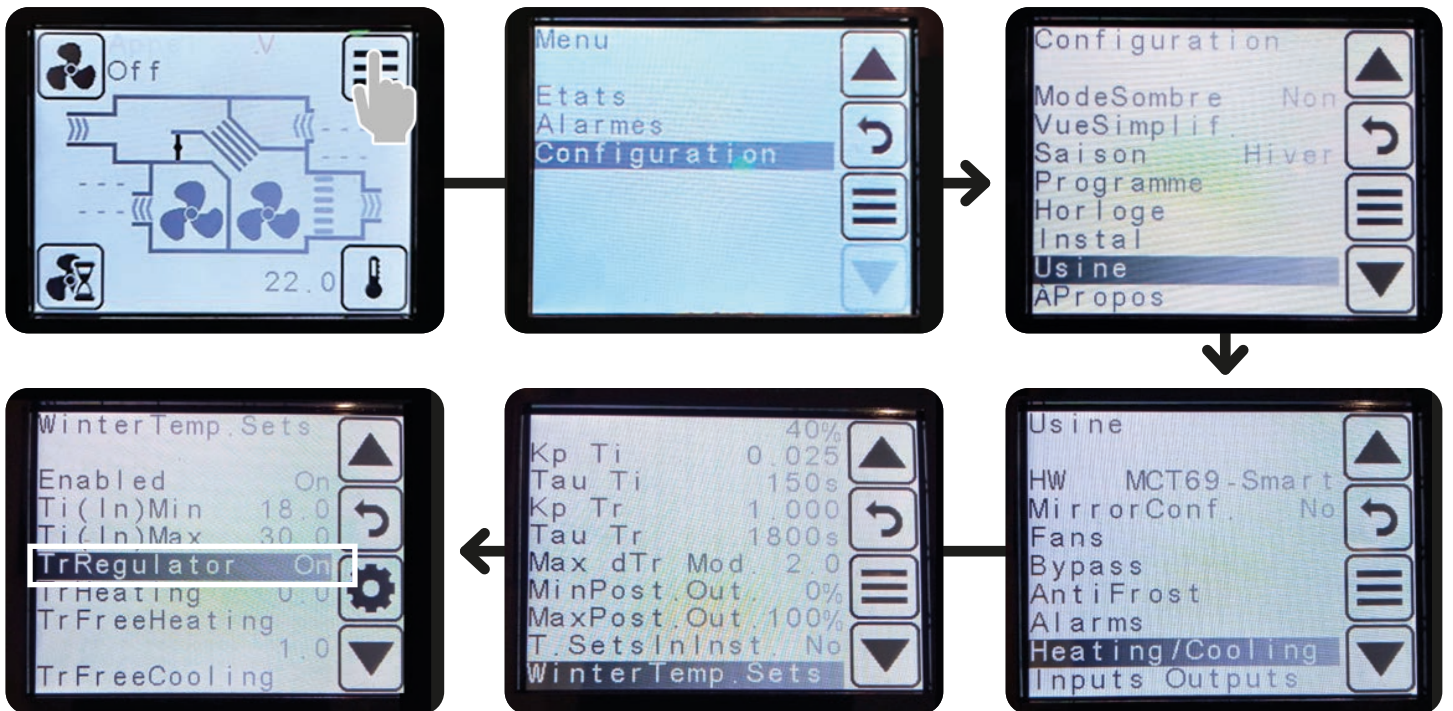 Appel .V
Off
22.0
Menu
Etats
Alarmes
Configuration
Configuration
ModeSombre Non
VueSimplif.
Saison Hiver
Programme
Horloge
Instal
Usine
ÀPropos
Usine
HW MCT69-Smart
MirrorConf. No
Fans
Bypass
AntiFrost
Alarms
Heating/Cooling
Inputs Outputs
40%
Kp Ti 0.025
Tau Ti 150s
Kp Tr 1.000
Tau Tr 1800s
Max dTr Mod. 2.0
MinPost.Out. 0%
MaxPost.Out.100%
T.SetsInInst. No
WinterTemp.Sets
WinterTemp.Sets
Enabled On
Ti(In)Min 18.0
Ti(In)Max 30.0
TrRegulator On
TrHeating 0.0
TrFreeHeating
1.0
TrFreeCooling